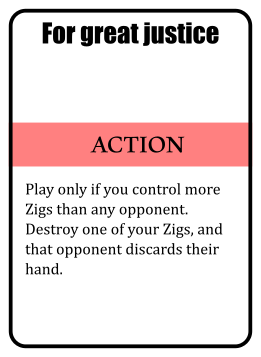 For great justice
ACTION
Play only if you control more
Zigs than any opponent.
Destroy one of your Zigs, and
that opponent discards their
hand.